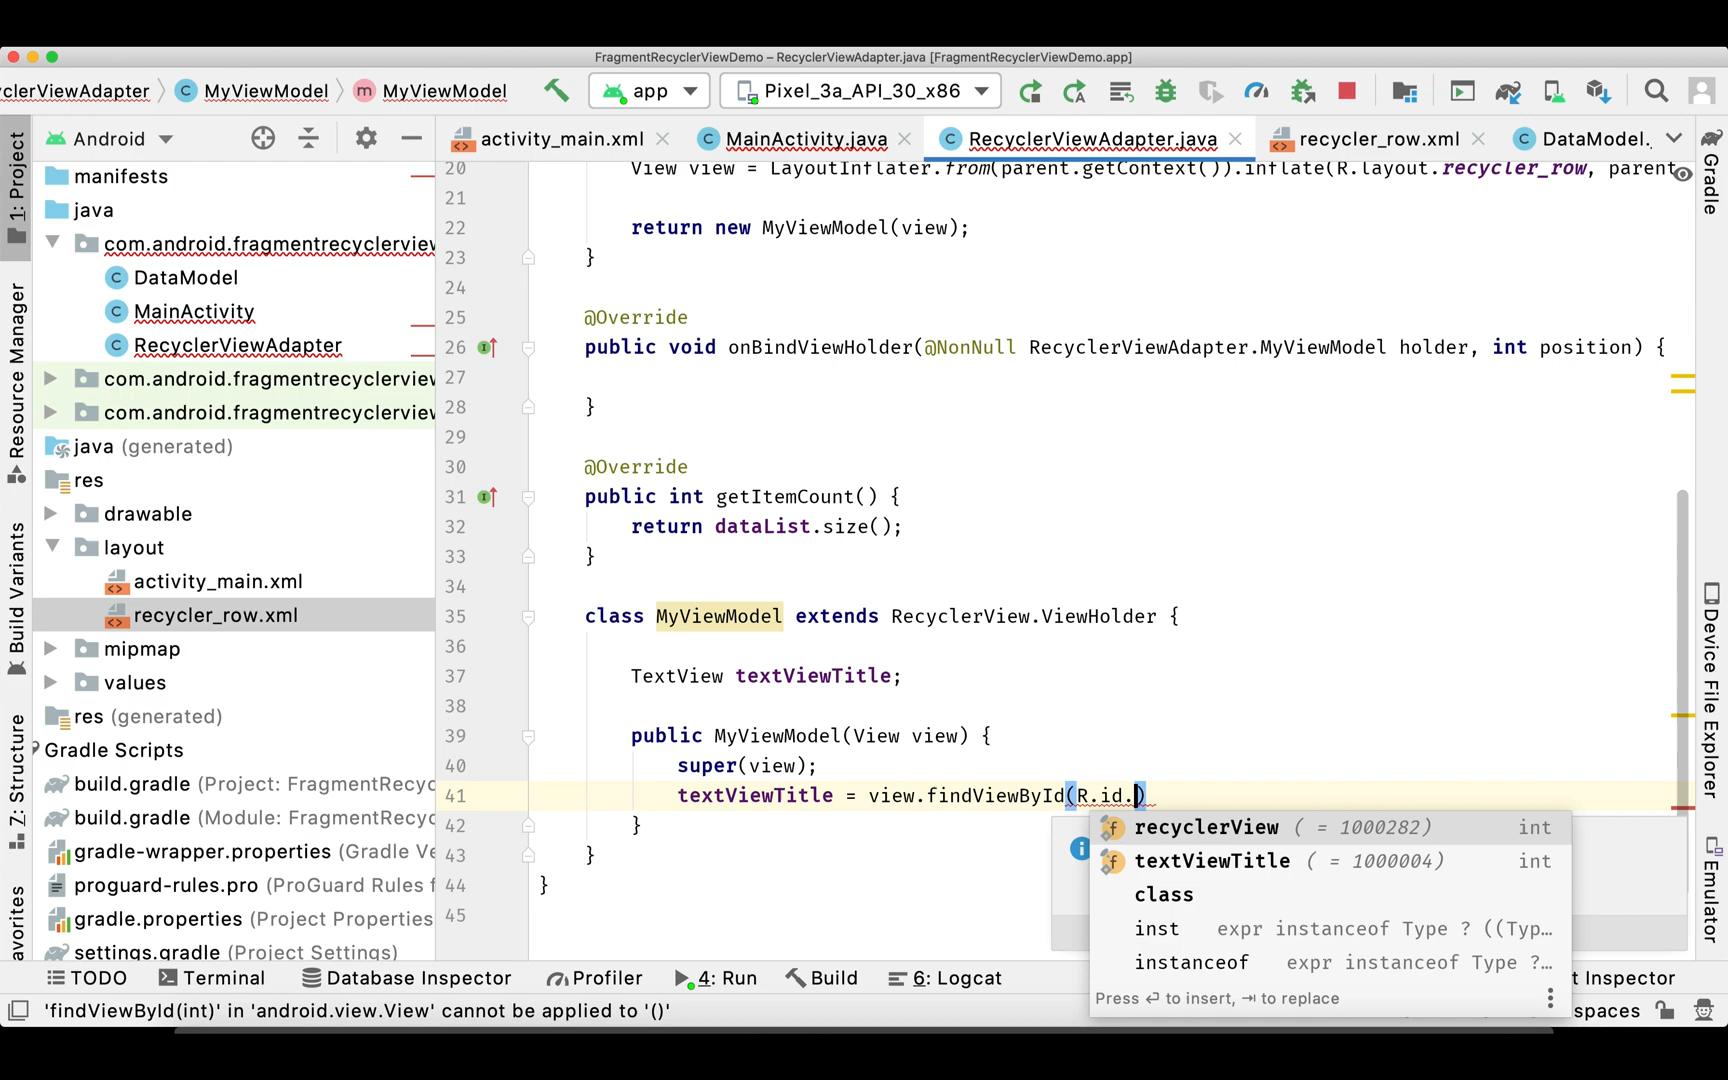 FragmentRecyclerViewDemo – RecyclerViewAdapter.java [FragmentRecyclerViewDemo.app]
clerViewAdapter MyViewModel MyViewModel app Pixel_3a_API_30_x86
Android activity_main.xml MainActivity.java RecyclerViewAdapter.java recycler_row.xml DataModel.
1: Project
Resource Manager
Build Variants
Z: Structure
avorites
manifests
java
com.android.fragmentrecyclerview
DataModel
MainActivity
RecyclerViewAdapter
com.android.fragmentrecyclerview
com.android.fragmentrecyclerview
java (generated)
res
drawable
layout
activity_main.xml
recycler_row.xml
mipmap
values
res (generated)
Gradle Scripts
build.gradle (Project: FragmentRecyc
build.gradle (Module: FragmentRecyc
gradle-wrapper.properties (Gradle Ve
proguard-rules.pro (ProGuard Rules f
gradle.properties (Project Properties
settings.gradle (Project Settings)
20 View view = LayoutInflater.from(parent.getContext()).inflate(R.layout.recycler_row, parent
21
22 return new MyViewModel(view);
23 }
24
25 @Override
26 public void onBindViewHolder(@NonNull RecyclerViewAdapter.MyViewModel holder, int position) {
27
28 }
29
30 @Override
31 public int getItemCount() {
32 return dataList.size();
33 }
34
35 class MyViewModel extends RecyclerView.ViewHolder {
36
37 TextView textViewTitle;
38
39 public MyViewModel(View view) {
40 super(view);
41 textViewTitle = view.findViewById(R.id.)
42 }
43 }
44 }
45
recyclerView ( = 1000282) int
textViewTitle ( = 1000004) int
class
inst expr instanceof Type ? ((Typ…
instanceof expr instanceof Type ?…
Press ⏎ to insert, ⇥ to replace
Gradle
Device File Explorer
Emulator
TODO Terminal Database Inspector Profiler 4: Run Build 6: Logcat t Inspector
'findViewById(int)' in 'android.view.View' cannot be applied to '()' spaces